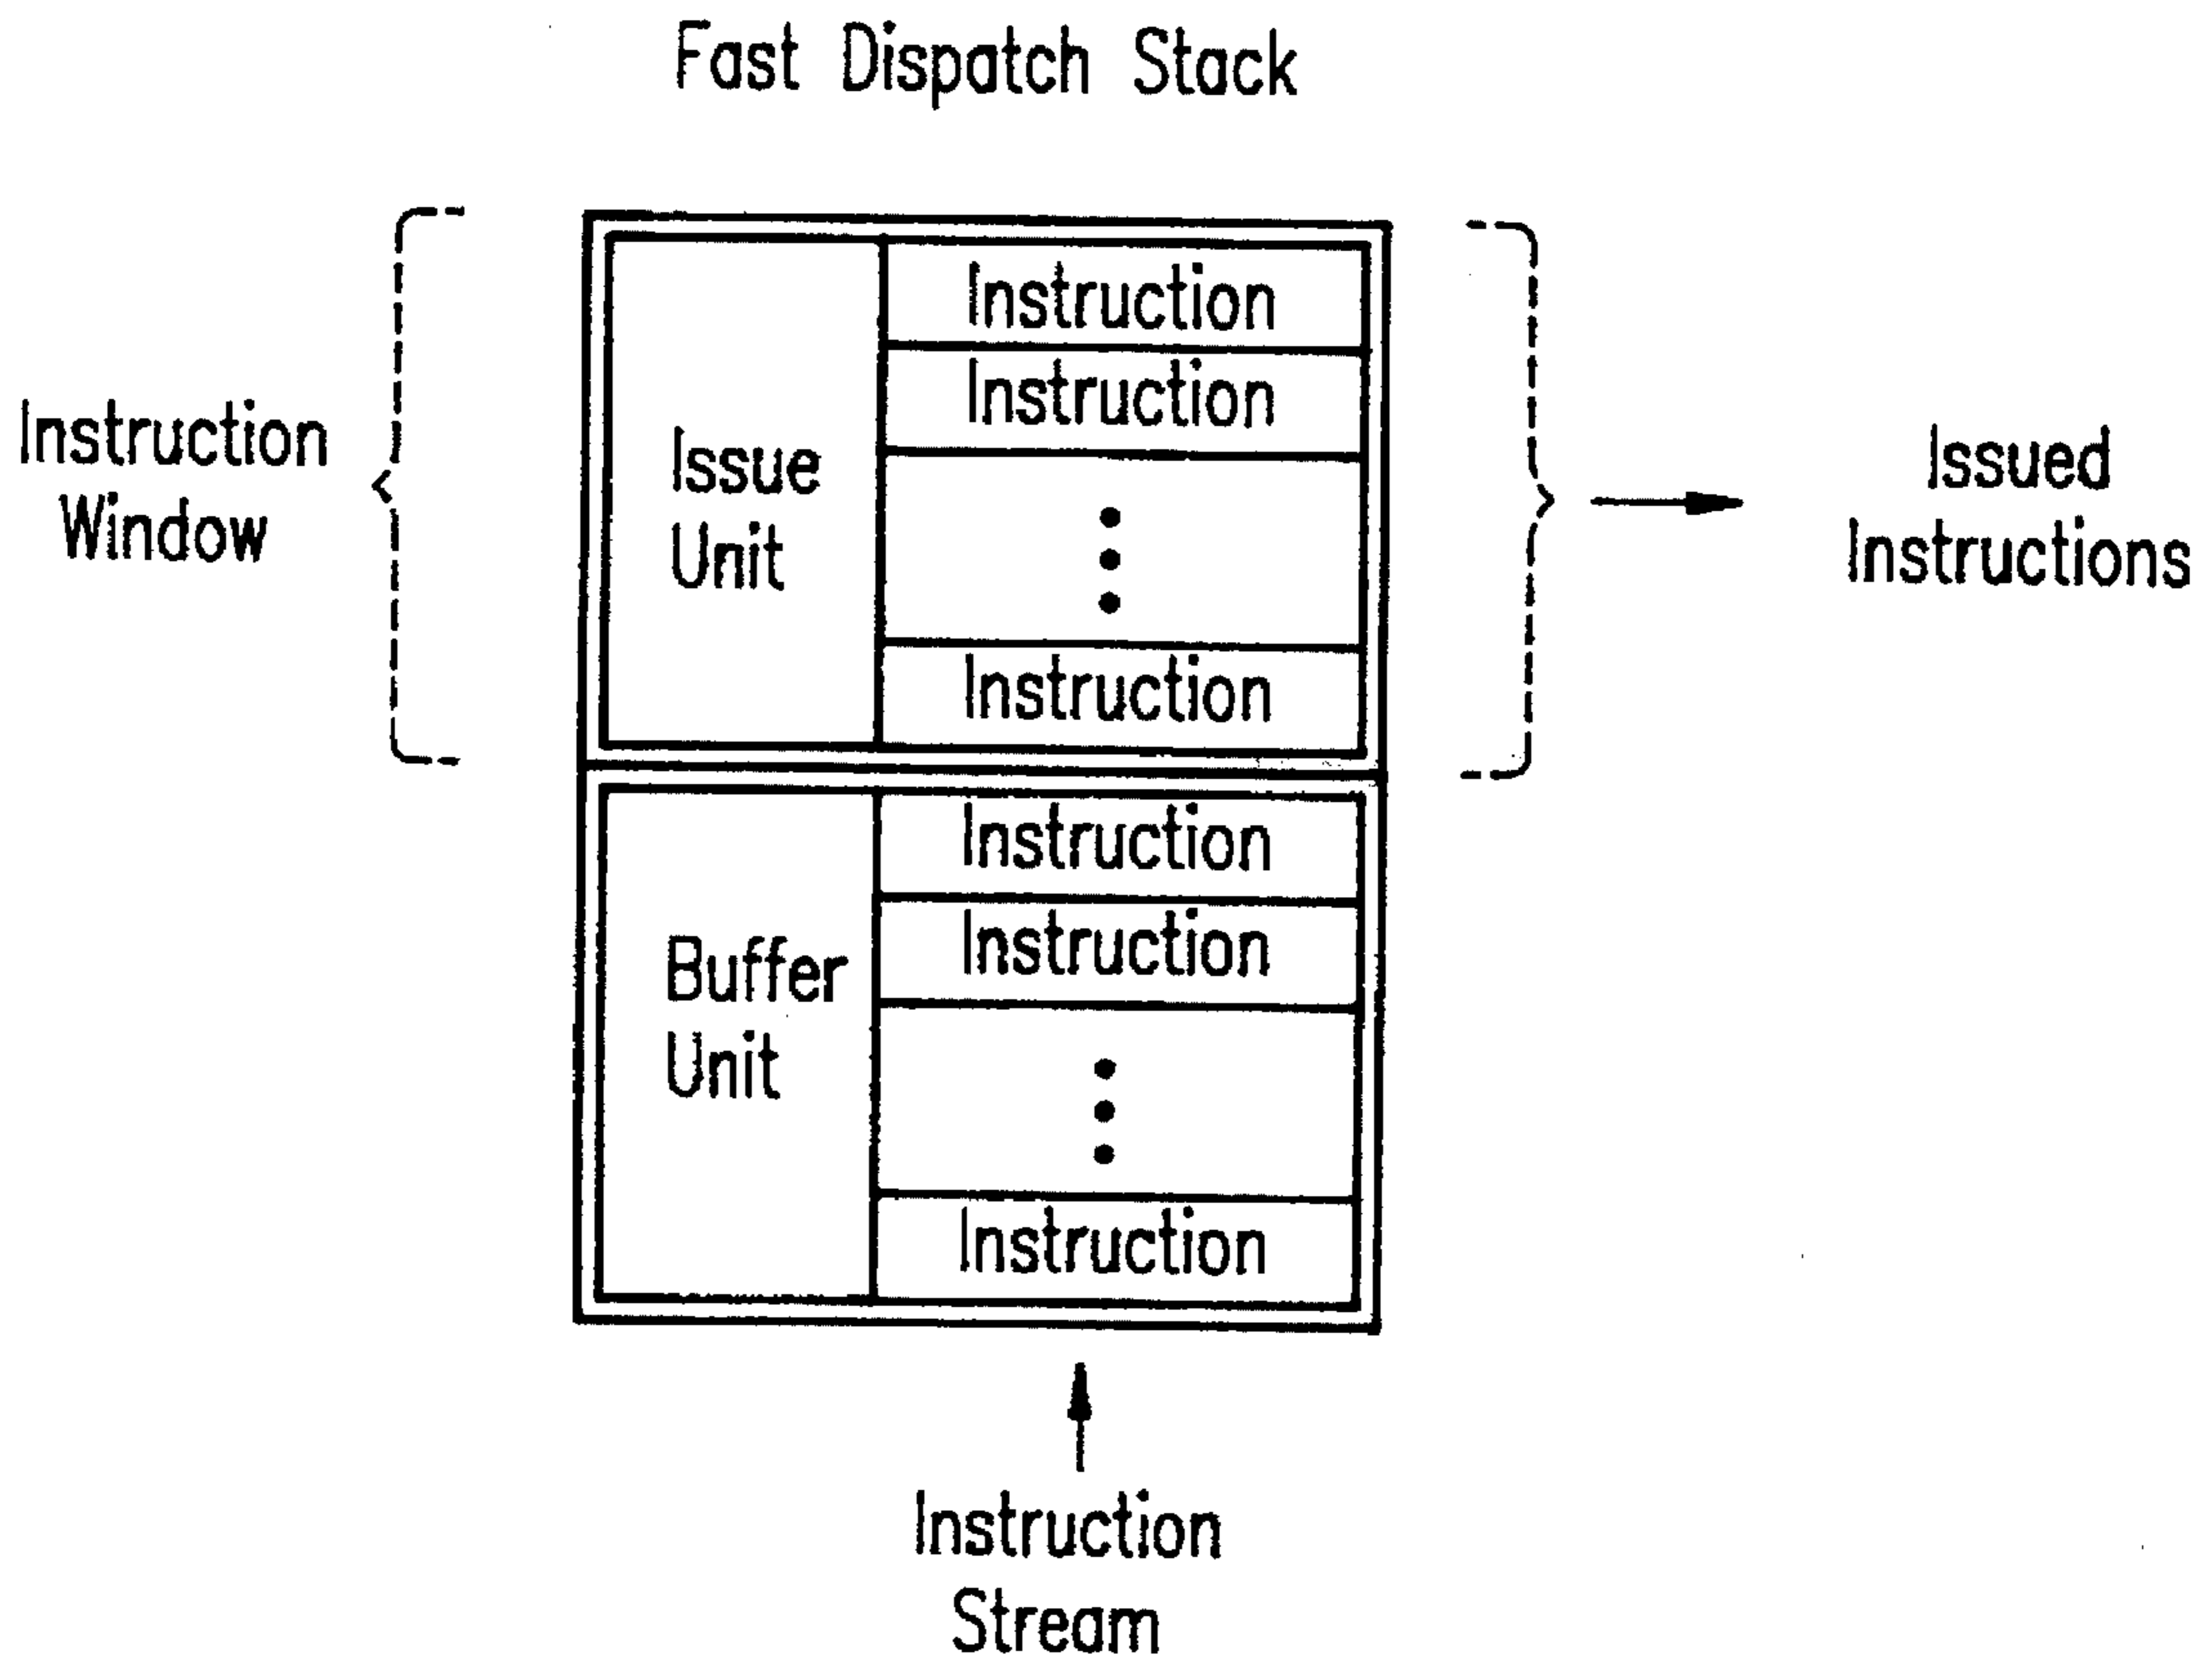 Fast Dispatch Stack
Instruction
Window
Issue
Unit
Instruction
Instruction
Instruction
Issued
Instructions
Buffer
Unit
Instruction
Instruction
Instruction
Instruction
Stream